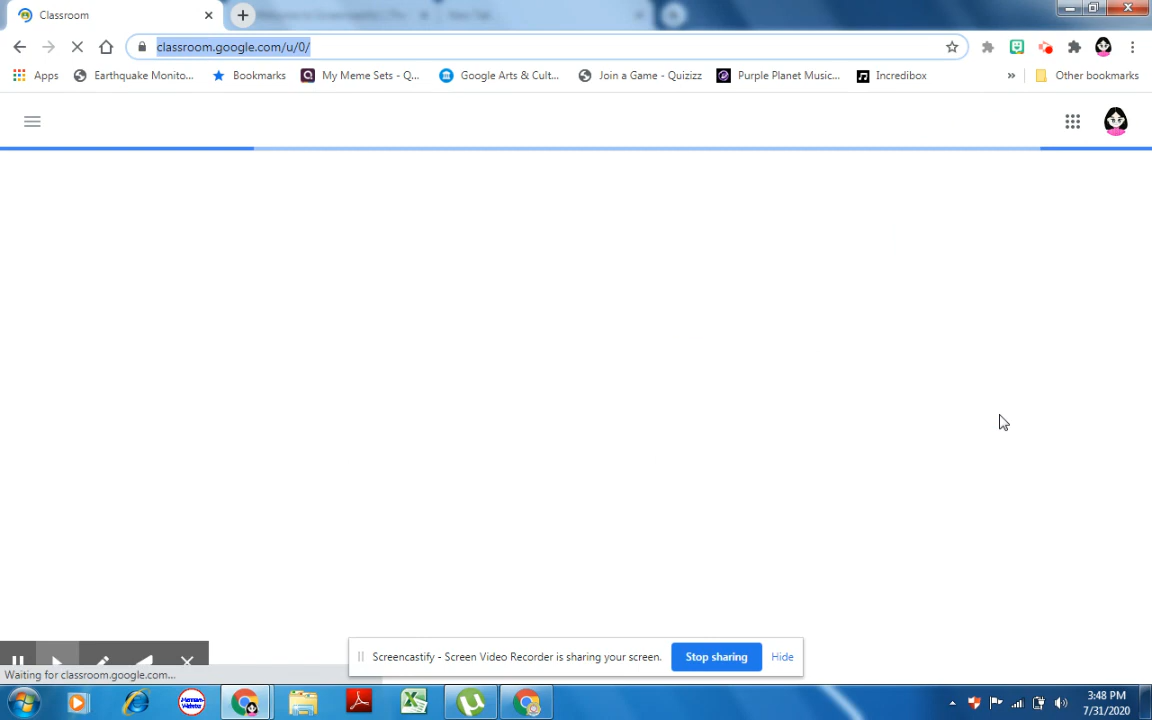 Classroom
classroom.google.com/u/0/
Apps Earthquake Monito... Bookmarks My Meme Sets - Q... Google Arts & Cult... Join a Game - Quizizz Purple Planet Music... Incredibox » Other bookmarks
Screencastify - Screen Video Recorder is sharing your screen. Stop sharing Hide
Waiting for classroom.google.com...
3:48 PM
7/31/2020